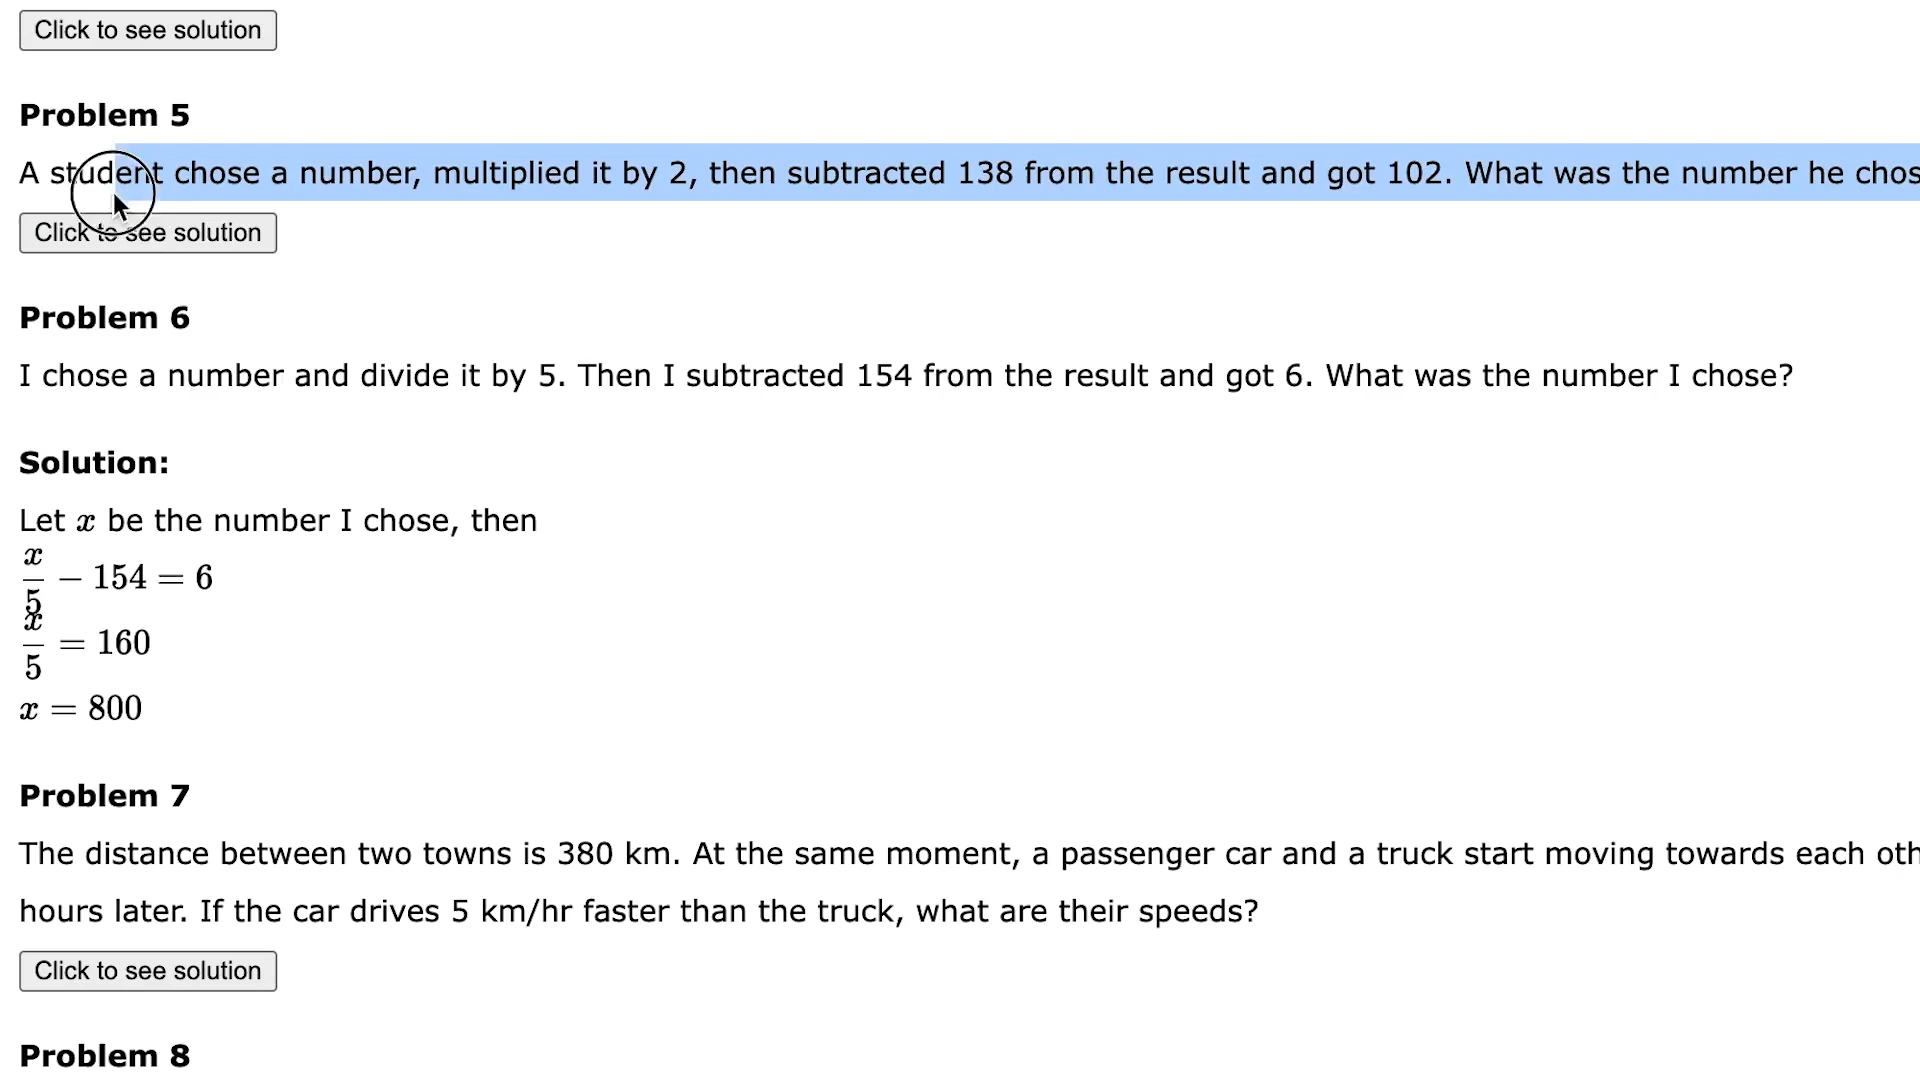 Click to see solution
Problem 5
A student chose a number, multiplied it by 2, then subtracted 138 from the result and got 102. What was the number he chos
Click to see solution
Problem 6
I chose a number and divide it by 5. Then I subtracted 154 from the result and got 6. What was the number I chose?
Solution:
Let x be the number I chose, then
x/5 − 154 = 6
x/5 = 160
x = 800
Problem 7
The distance between two towns is 380 km. At the same moment, a passenger car and a truck start moving towards each oth
hours later. If the car drives 5 km/hr faster than the truck, what are their speeds?
Click to see solution
Problem 8